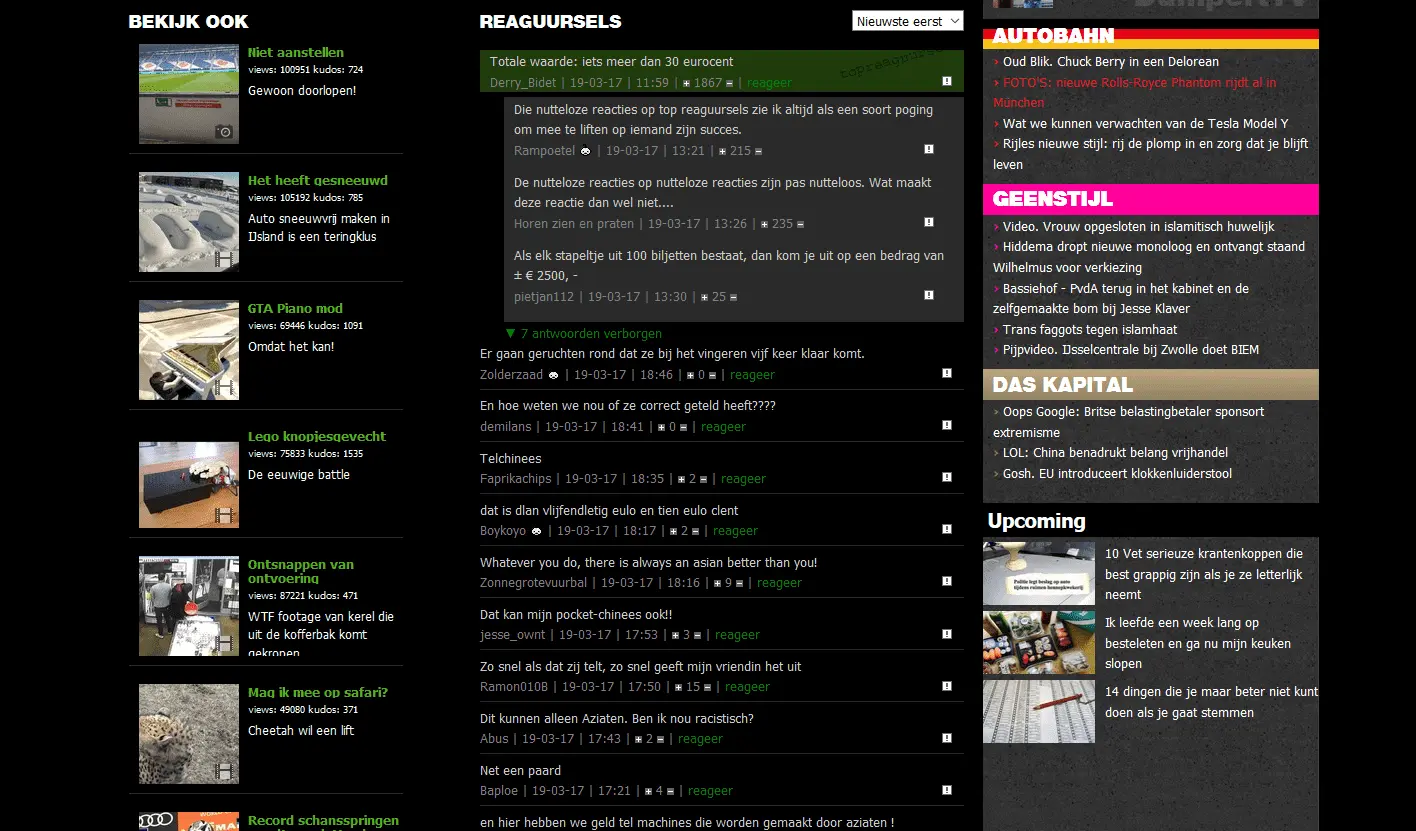 BEKIJK OOK
Niet aanstellen
views: 100951 kudos: 724
Gewoon doorlopen!
Het heeft gesneeuwd
views: 105192 kudos: 785
Auto sneeuwvrij maken in
IJsland is een teringklus
GTA Piano mod
views: 69446 kudos: 1091
Omdat het kan!
Lego knopjesgevecht
views: 75833 kudos: 1535
De eeuwige battle
Ontsnappen van
ontvoering
views: 87221 kudos: 471
WTF footage van kerel die
uit de kofferbak komt
gekropen
Mag ik mee op safari?
views: 49080 kudos: 371
Cheetah wil een lift
Record schansspringen
REAGUURSELS
Nieuwste eerst
Totale waarde: iets meer dan 30 eurocent
topreaguursel
Derry_Bidet | 19-03-17 | 11:59 | + 1867 − | reageer
Die nutteloze reacties op top reaguursels zie ik altijd als een soort poging
om mee te liften op iemand zijn succes.
Rampoetel | 19-03-17 | 13:21 | + 215 −
De nutteloze reacties op nutteloze reacties zijn pas nutteloos. Wat maakt
deze reactie dan wel niet....
Horen zien en praten | 19-03-17 | 13:26 | + 235 −
Als elk stapeltje uit 100 biljetten bestaat, dan kom je uit op een bedrag van
± € 2500, -
pietjan112 | 19-03-17 | 13:30 | + 25 −
▼ 7 antwoorden verborgen
Er gaan geruchten rond dat ze bij het vingeren vijf keer klaar komt.
Zolderzaad | 19-03-17 | 18:46 | + 0 − | reageer
En hoe weten we nou of ze correct geteld heeft????
demilans | 19-03-17 | 18:41 | + 0 − | reageer
Telchinees
Faprikachips | 19-03-17 | 18:35 | + 2 − | reageer
dat is dlan vlijfendletig eulo en tien eulo clent
Boykoyo | 19-03-17 | 18:17 | + 2 − | reageer
Whatever you do, there is always an asian better than you!
Zonnegrotevuurbal | 19-03-17 | 18:16 | + 9 − | reageer
Dat kan mijn pocket-chinees ook!!
jesse_ownt | 19-03-17 | 17:53 | + 3 − | reageer
Zo snel als dat zij telt, zo snel geeft mijn vriendin het uit
Ramon010B | 19-03-17 | 17:50 | + 15 − | reageer
Dit kunnen alleen Aziaten. Ben ik nou racistisch?
Abus | 19-03-17 | 17:43 | + 2 − | reageer
Net een paard
Baploe | 19-03-17 | 17:21 | + 4 − | reageer
en hier hebben we geld tel machines die worden gemaakt door aziaten !
DumpertTV
AUTOBAHN
› Oud Blik. Chuck Berry in een Delorean
› FOTO'S: nieuwe Rolls-Royce Phantom rijdt al in
München
› Wat we kunnen verwachten van de Tesla Model Y
› Rijles nieuwe stijl: rij de plomp in en zorg dat je blijft
leven
GEENSTIJL
› Video. Vrouw opgesloten in islamitisch huwelijk
› Hiddema dropt nieuwe monoloog en ontvangt staand
Wilhelmus voor verkiezing
› Bassiehof - PvdA terug in het kabinet en de
zelfgemaakte bom bij Jesse Klaver
› Trans faggots tegen islamhaat
› Pijpvideo. IJsselcentrale bij Zwolle doet BIEM
DAS KAPITAL
› Oops Google: Britse belastingbetaler sponsort
extremisme
› LOL: China benadrukt belang vrijhandel
› Gosh. EU introduceert klokkenluiderstool
Upcoming
Politie legt beslag op auto
tijdens ruimen hennepkwekerij
10 Vet serieuze krantenkoppen die
best grappig zijn als je ze letterlijk
neemt
Ik leefde een week lang op
besteleten en ga nu mijn keuken
slopen
14 dingen die je maar beter niet kunt
doen als je gaat stemmen